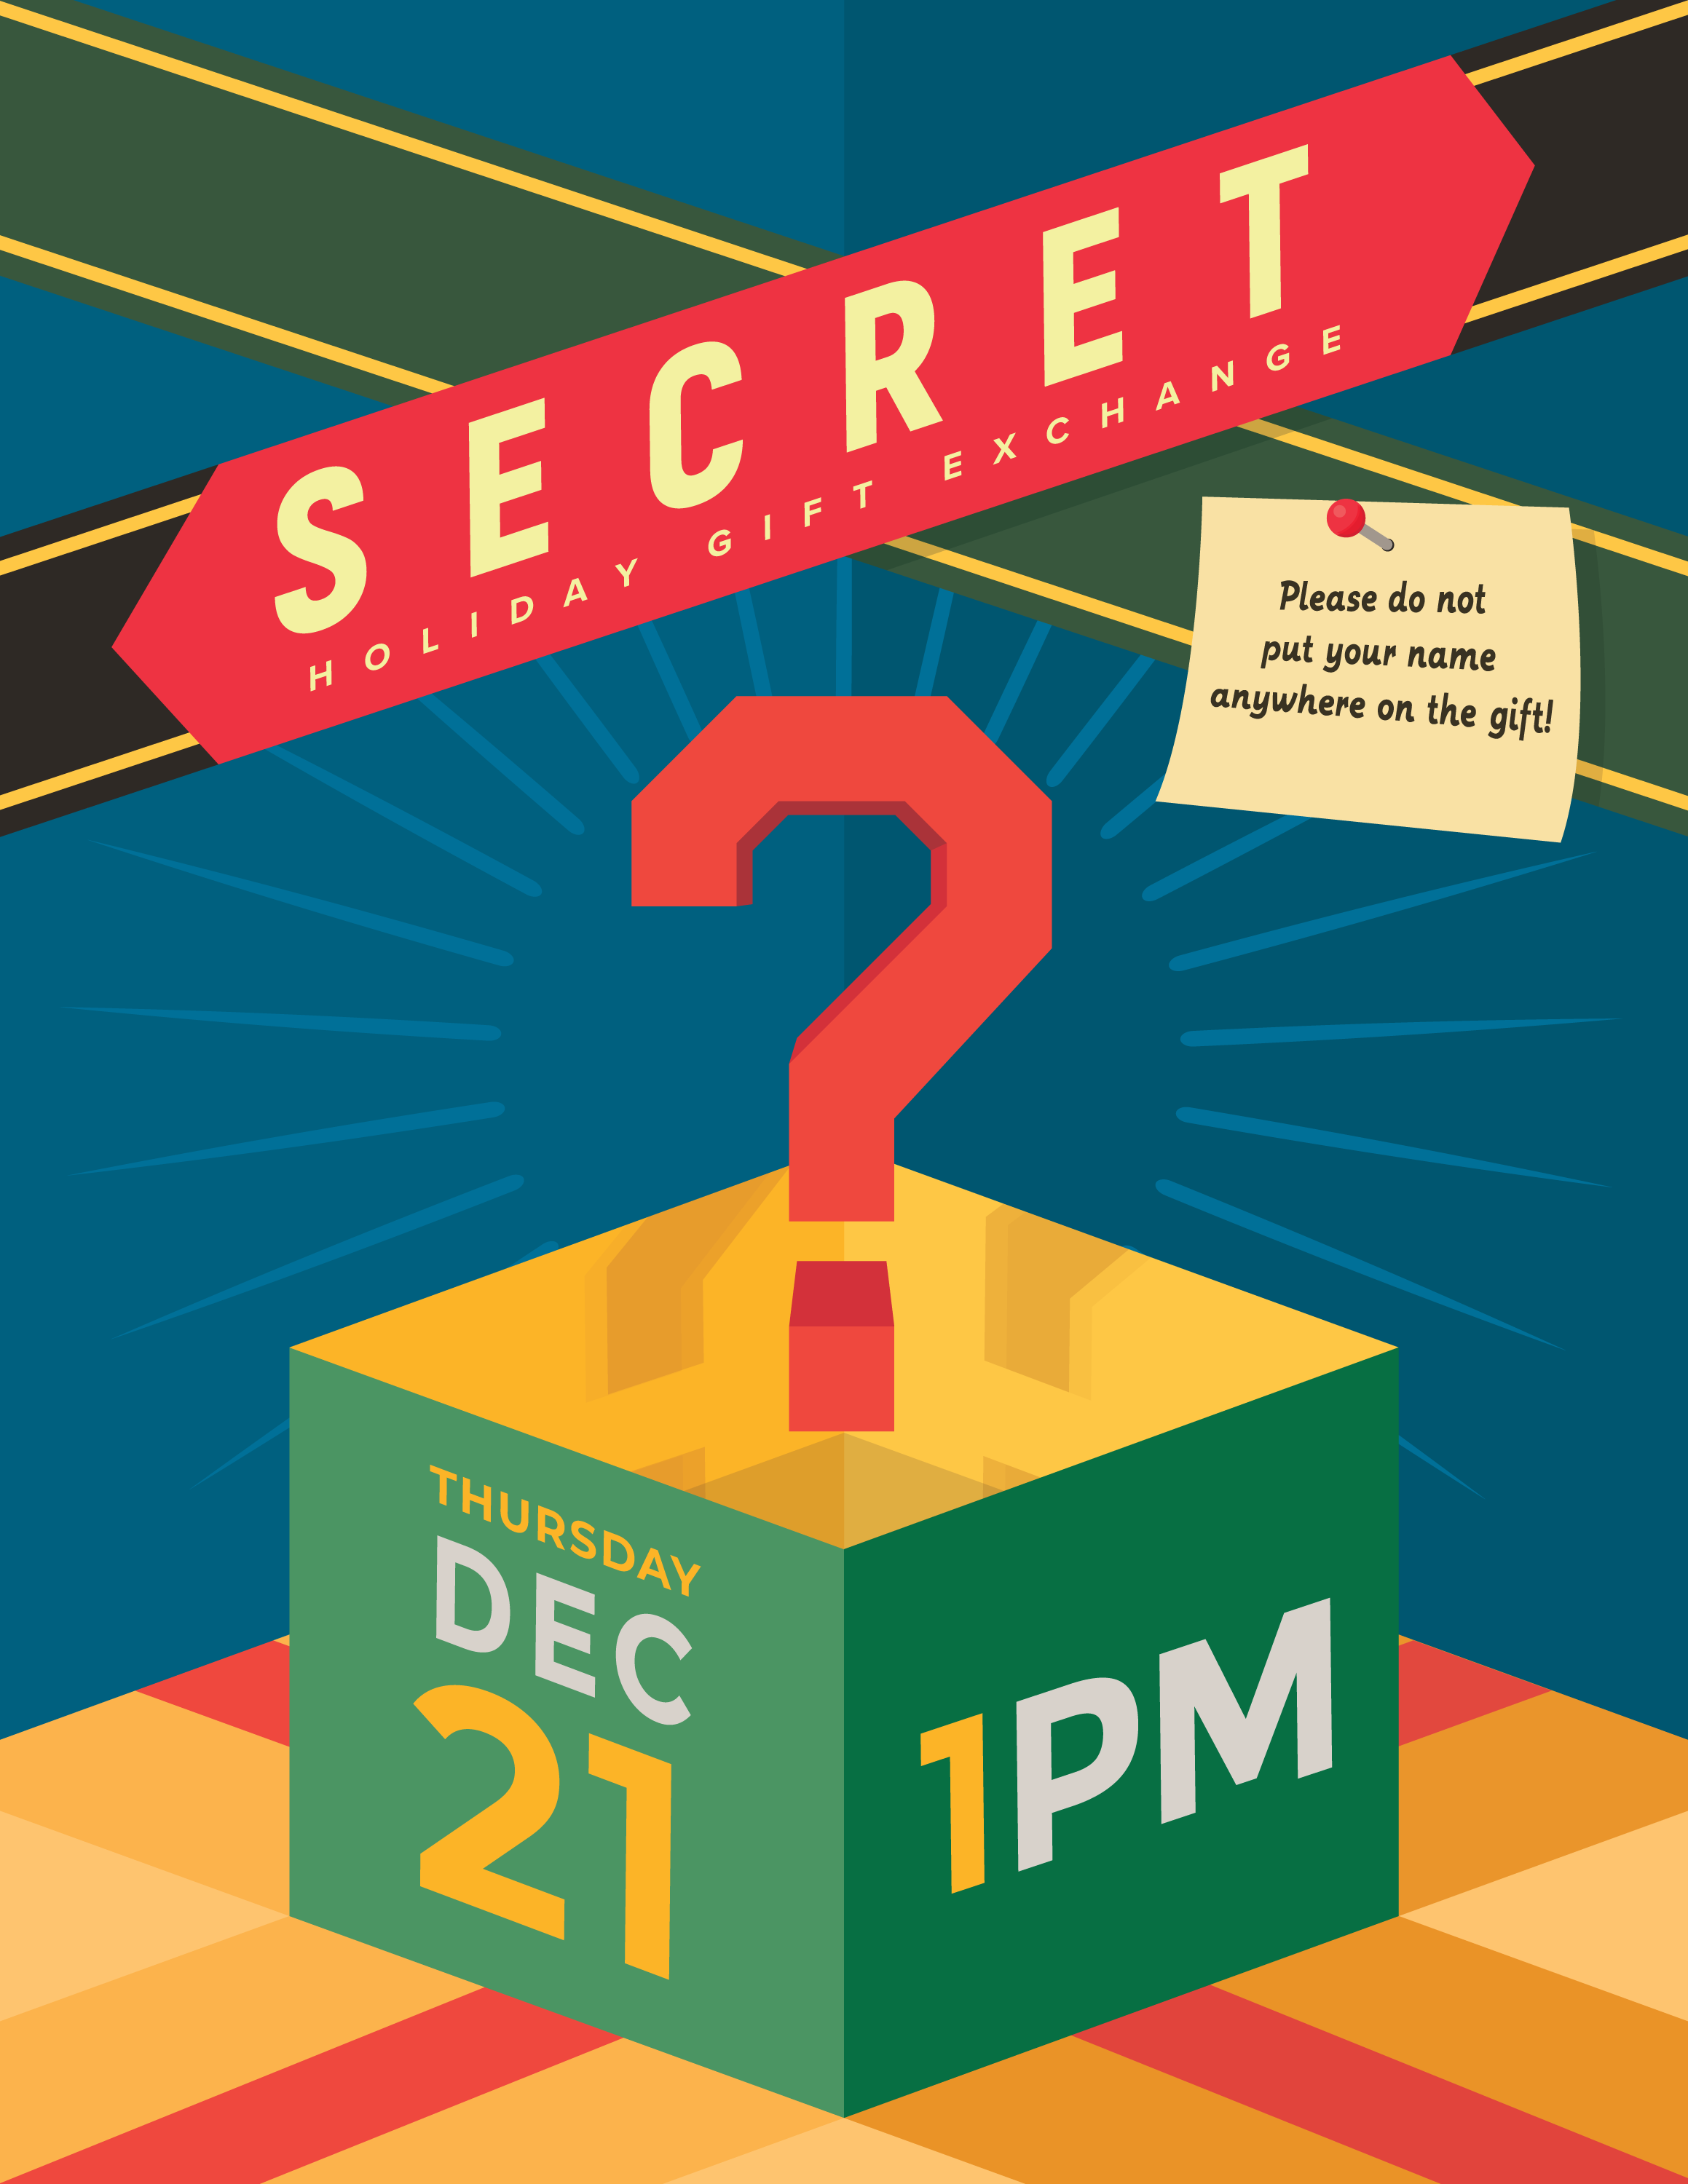 SECRET
HOLIDAY GIFT EXCHANGE
Please do not
put your name
anywhere on the gift!
THURSDAY
DEC
21
1PM